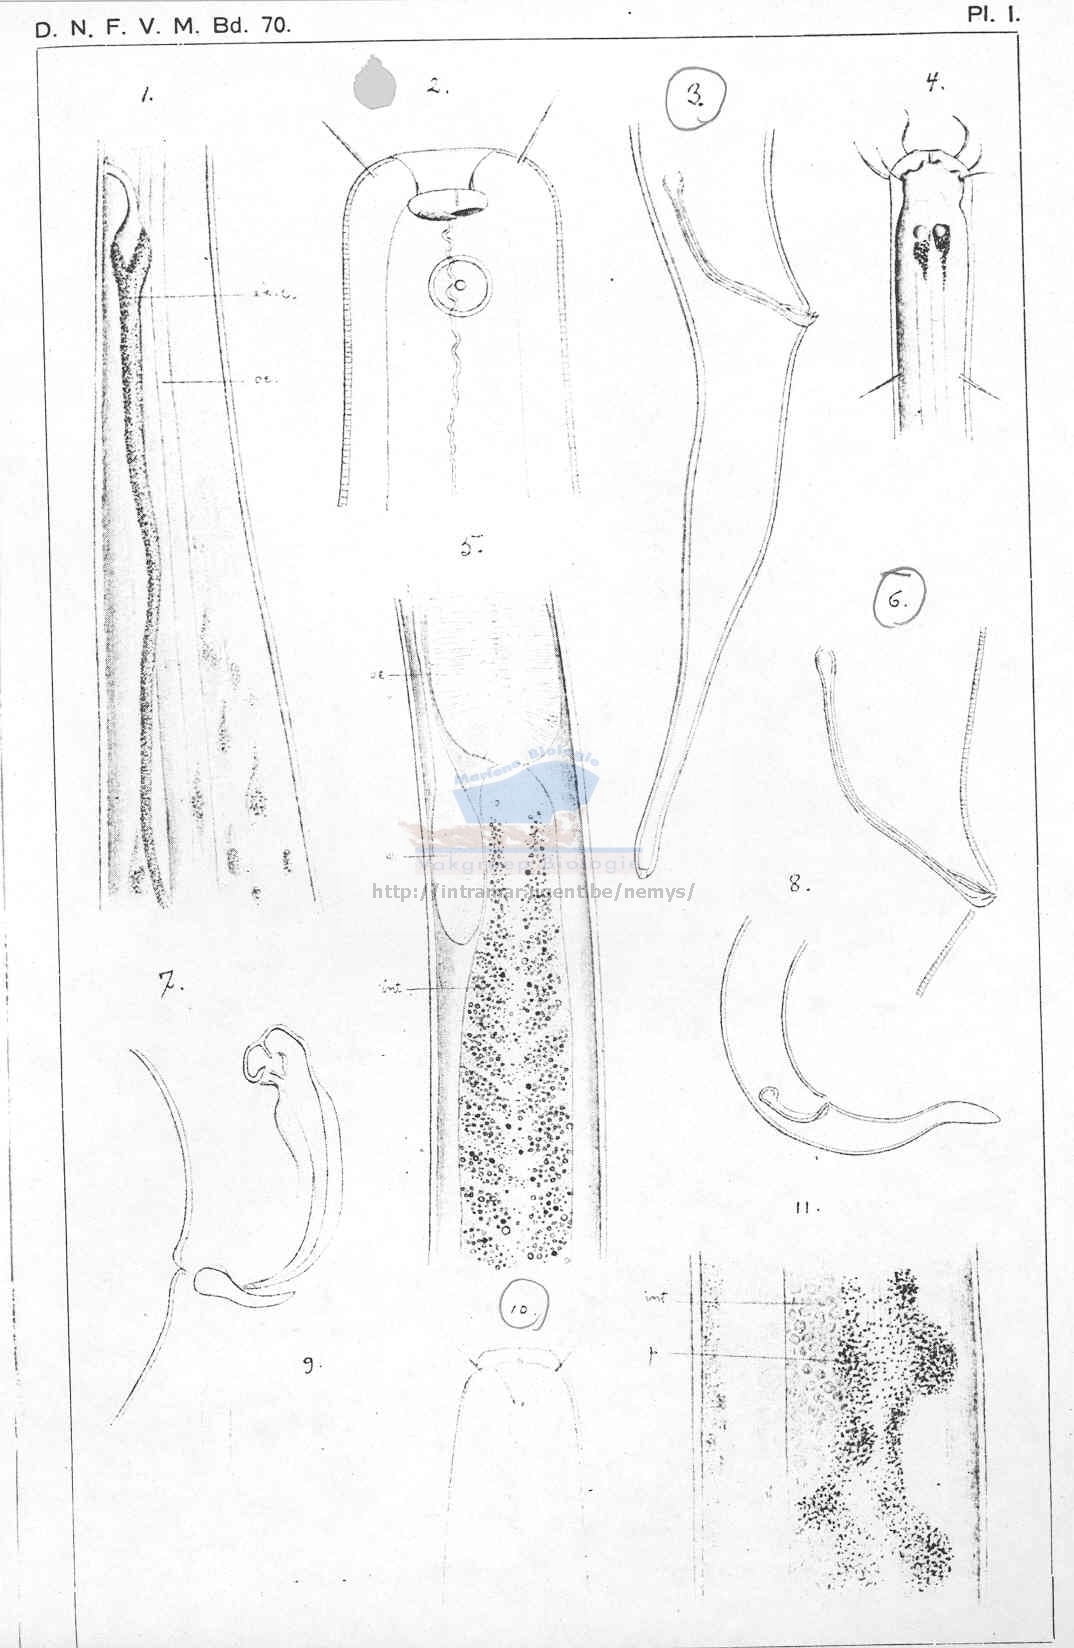 D. N. F. V. M. Bd. 70.
Pl. 1.
1.
2.
3.
4.
oe.
5.
6.
oe
Mariene Biologie
Vakgroep Biologie
http://intramar.ugent.be/nemys/
8.
7.
int
11.
10.
int
9.